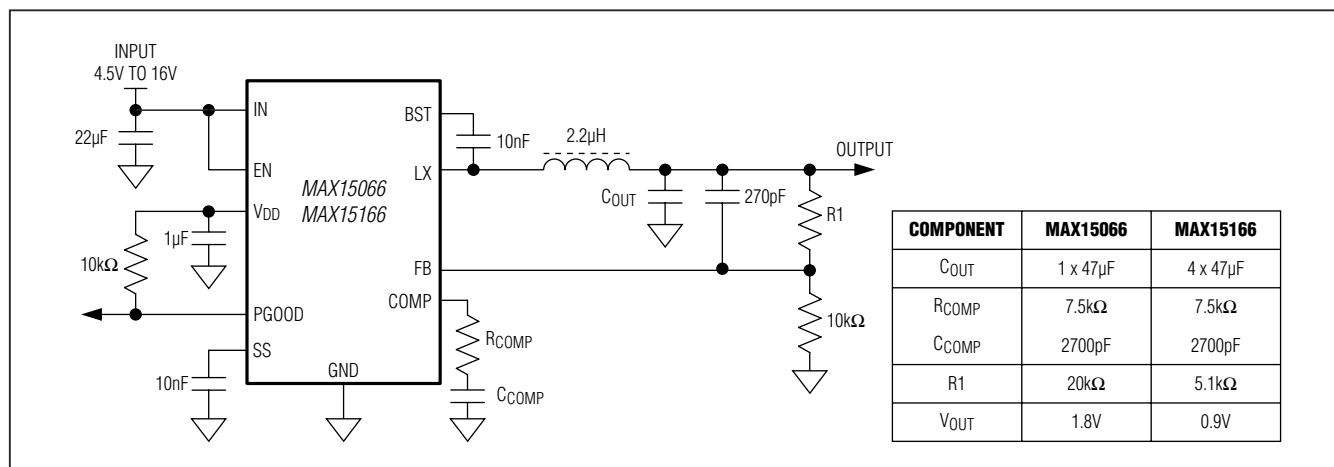 INPUT
4.5V TO 16V
22µF
IN
EN
VDD
1µF
10kΩ
PGOOD
SS
10nF
GND
MAX15066
MAX15166
BST
10nF
LX
2.2µH
OUTPUT
COUT
270pF
R1
FB
COMP
10kΩ
RCOMP
CCOMP
COMPONENT MAX15066 MAX15166
COUT 1 x 47µF 4 x 47µF
RCOMP 7.5kΩ 7.5kΩ
CCOMP 2700pF 2700pF
R1 20kΩ 5.1kΩ
VOUT 1.8V 0.9V